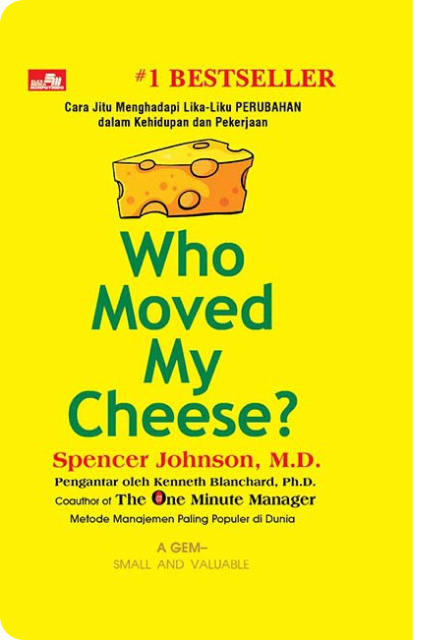 #1 BESTSELLER
Cara Jitu Menghadapi Lika-Liku PERUBAHAN
dalam Kehidupan dan Pekerjaan
Who
Moved
My
Cheese?
Spencer Johnson, M.D.
Pengantar oleh Kenneth Blanchard, Ph.D.
Coauthor of The One Minute Manager
Metode Manajemen Paling Populer di Dunia
A GEM–
SMALL AND VALUABLE